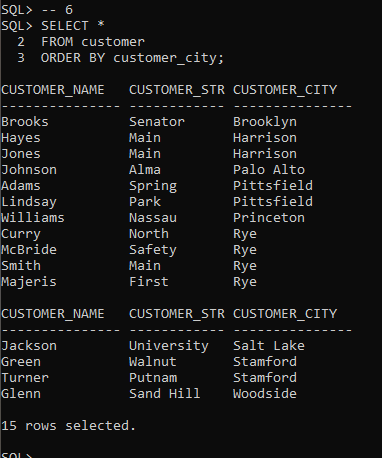 SQL> -- 6
SQL> SELECT *
  2  FROM customer
  3  ORDER BY customer_city;
CUSTOMER_NAME   CUSTOMER_STR CUSTOMER_CITY
--------------- ------------ ---------------
Brooks          Senator      Brooklyn
Hayes           Main         Harrison
Jones           Main         Harrison
Johnson         Alma         Palo Alto
Adams           Spring       Pittsfield
Lindsay         Park         Pittsfield
Williams        Nassau       Princeton
Curry           North        Rye
McBride         Safety       Rye
Smith           Main         Rye
Majeris         First        Rye
CUSTOMER_NAME   CUSTOMER_STR CUSTOMER_CITY
--------------- ------------ ---------------
Jackson         University   Salt Lake
Green           Walnut       Stamford
Turner          Putnam       Stamford
Glenn           Sand Hill    Woodside
15 rows selected.
SQL>